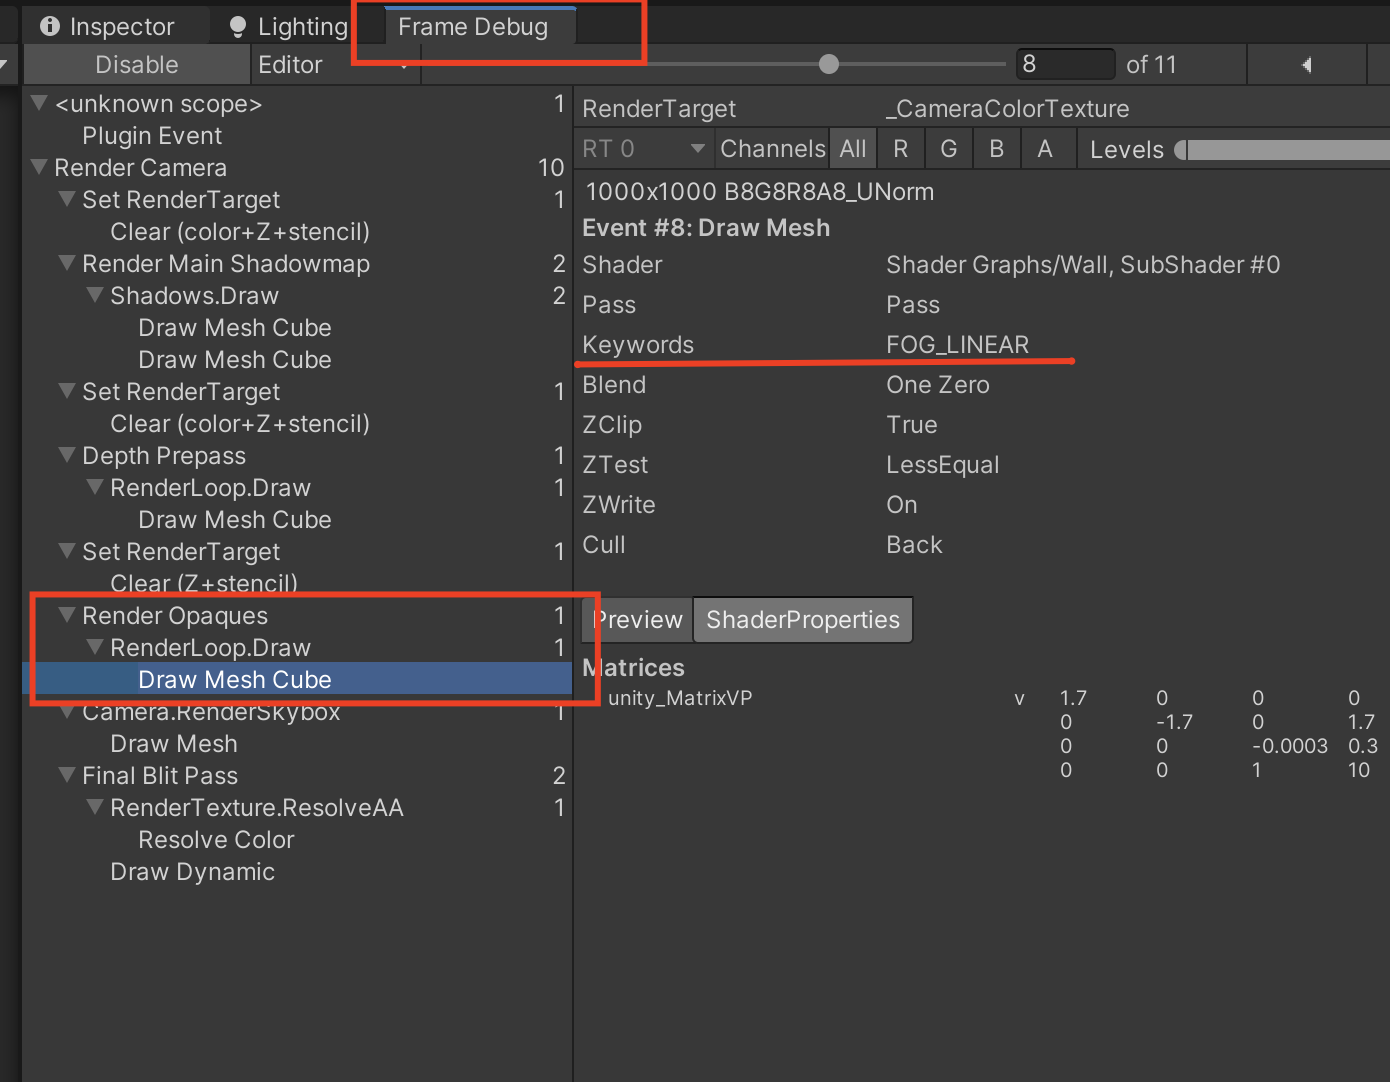 Inspector Lighting Frame Debug
Disable Editor 8 of 11
<unknown scope> 1
Plugin Event
Render Camera 10
Set RenderTarget 1
Clear (color+Z+stencil)
Render Main Shadowmap 2
Shadows.Draw 2
Draw Mesh Cube
Draw Mesh Cube
Set RenderTarget 1
Clear (color+Z+stencil)
Depth Prepass 1
RenderLoop.Draw 1
Draw Mesh Cube
Set RenderTarget 1
Clear (Z+stencil)
Render Opaques 1
RenderLoop.Draw 1
Draw Mesh Cube
Camera.RenderSkybox 1
Draw Mesh
Final Blit Pass 2
RenderTexture.ResolveAA 1
Resolve Color
Draw Dynamic
RenderTarget _CameraColorTexture
RT 0 Channels All R G B A Levels
1000x1000 B8G8R8A8_UNorm
Event #8: Draw Mesh
Shader Shader Graphs/Wall, SubShader #0
Pass Pass
Keywords FOG_LINEAR
Blend One Zero
ZClip True
ZTest LessEqual
ZWrite On
Cull Back
Preview ShaderProperties
Matrices
unity_MatrixVP v 1.7 0 0 0
0 -1.7 0 1.7
0 0 -0.0003 0.3
0 0 1 10